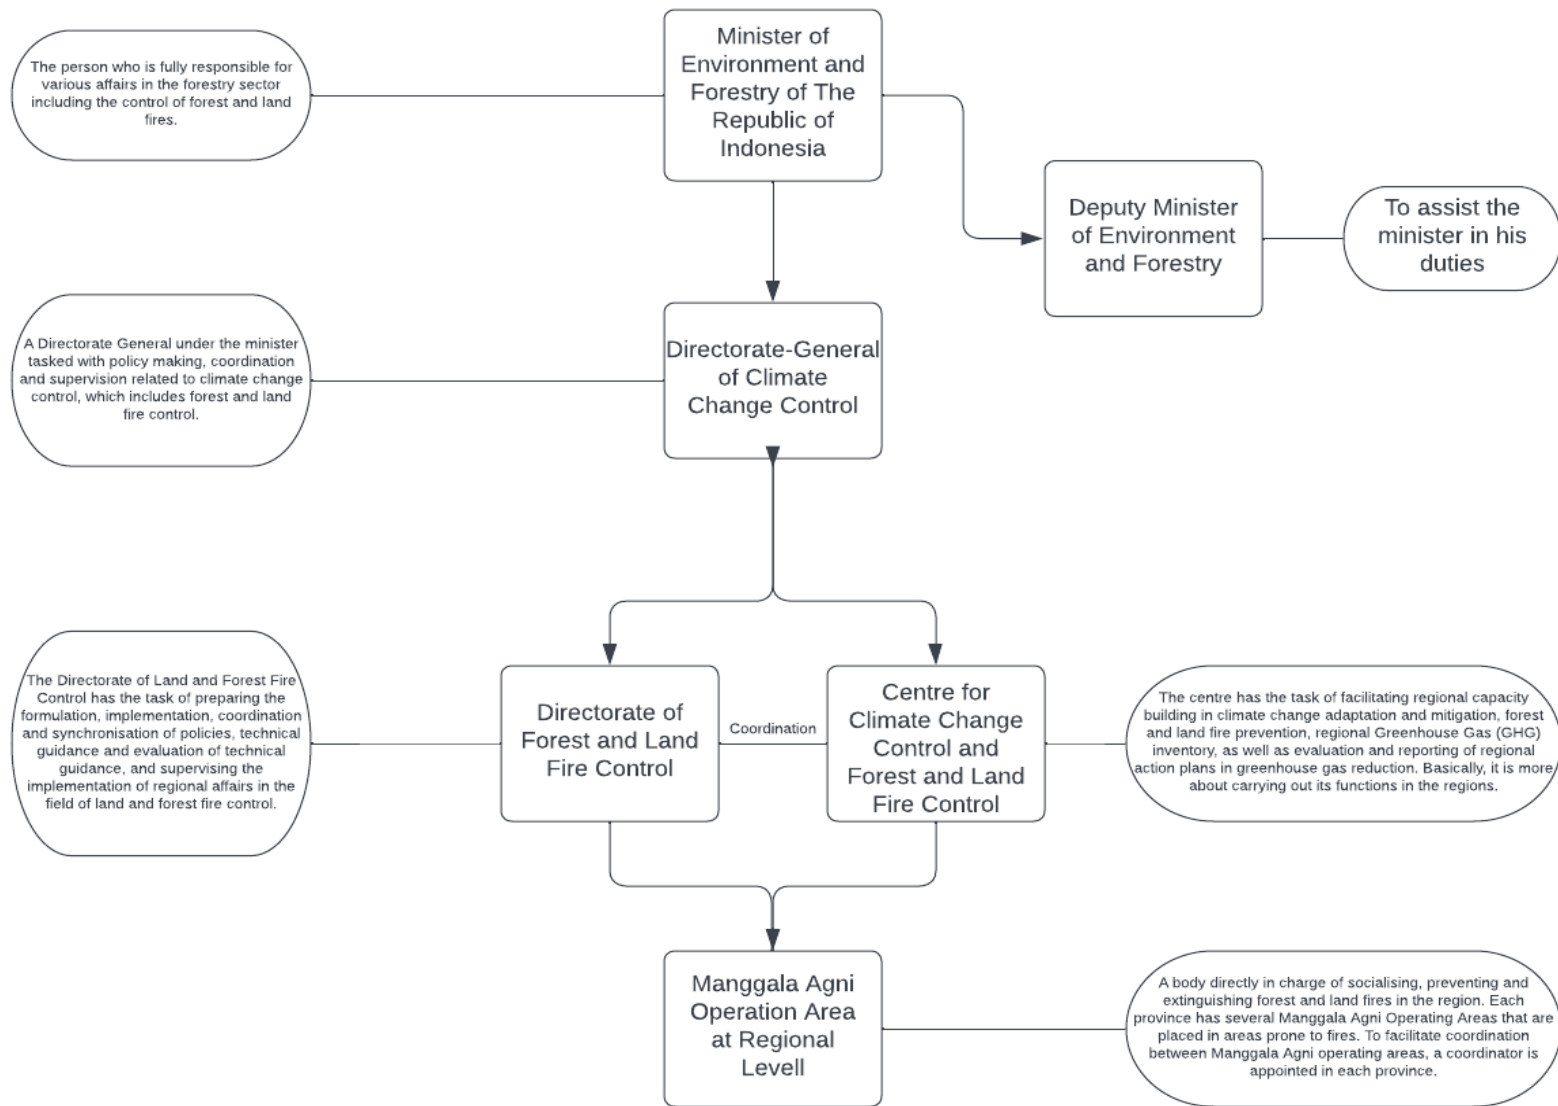 Minister of
Environment and
Forestry of The
Republic of
Indonesia
The person who is fully responsible for
various affairs in the forestry sector
including the control of forest and land
fires.
Deputy Minister
of Environment
and Forestry
To assist the
minister in his
duties
Directorate-General
of Climate
Change Control
A Directorate General under the minister
tasked with policy making, coordination
and supervision related to climate change
control, which includes forest and land
fire control.
The Directorate of Land and Forest Fire
Control has the task of preparing the
formulation, implementation, coordination
and synchronisation of policies, technical
guidance and evaluation of technical
guidance, and supervising the
implementation of regional affairs in the
field of land and forest fire control.
Directorate of
Forest and Land
Fire Control
Coordination
Centre for
Climate Change
Control and
Forest and Land
Fire Control
The centre has the task of facilitating regional capacity
building in climate change adaptation and mitigation, forest
and land fire prevention, regional Greenhouse Gas (GHG)
inventory, as well as evaluation and reporting of regional
action plans in greenhouse gas reduction. Basically, it is more
about carrying out its functions in the regions.
Manggala Agni
Operation Area
at Regional
Levell
A body directly in charge of socialising, preventing and
extinguishing forest and land fires in the region. Each
province has several Manggala Agni Operating Areas that are
placed in areas prone to fires. To facilitate coordination
between Manggala Agni operating areas, a coordinator is
appointed in each province.